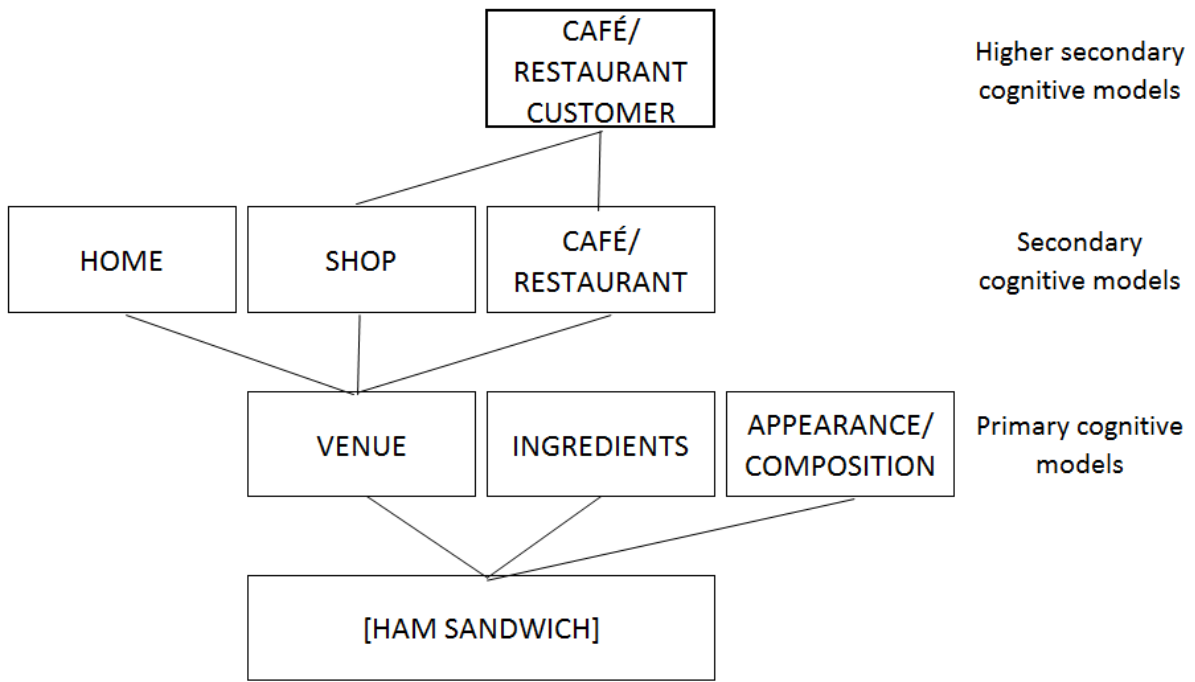 CAFÉ/
RESTAURANT
CUSTOMER
Higher secondary
cognitive models
HOME
SHOP
CAFÉ/
RESTAURANT
Secondary
cognitive models
VENUE
INGREDIENTS
APPEARANCE/
COMPOSITION
Primary cognitive
models
[HAM SANDWICH]